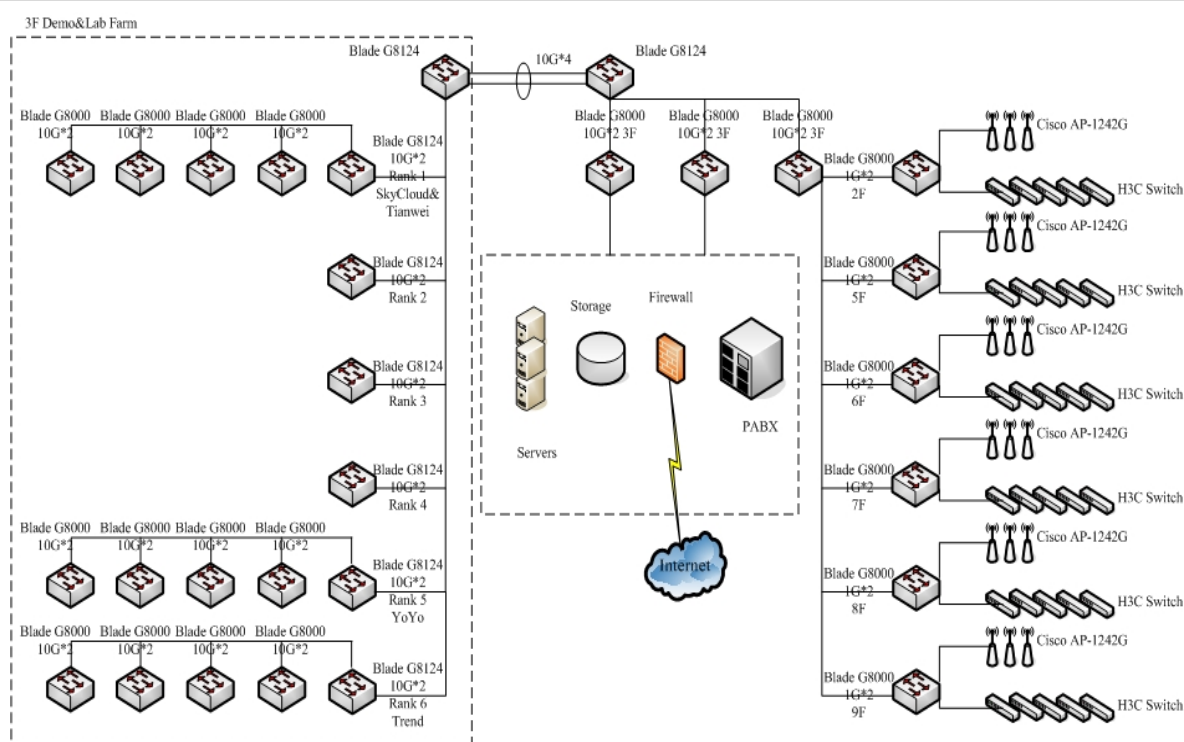 3F Demo&Lab Farm
Blade G8124
10G*4
Blade G8124
Blade G8000
10G*2
Blade G8000
10G*2
Blade G8000
10G*2
Blade G8000
10G*2
Blade G8124
10G*2
Rank 1
SkyCloud&
Tianwei
Blade G8124
10G*2
Rank 2
Blade G8124
10G*2
Rank 3
Blade G8124
10G*2
Rank 4
Blade G8000
10G*2
Blade G8000
10G*2
Blade G8000
10G*2
Blade G8000
10G*2
Blade G8124
10G*2
Rank 5
YoYo
Blade G8000
10G*2
Blade G8000
10G*2
Blade G8000
10G*2
Blade G8000
10G*2
Blade G8124
10G*2
Rank 6
Trend
Blade G8000
10G*2 3F
Blade G8000
10G*2 3F
Blade G8000
10G*2 3F
Servers
Storage
Firewall
PABX
Internet
Blade G8000
1G*2
2F
Cisco AP-1242G
H3C Switch
Blade G8000
1G*2
5F
Cisco AP-1242G
H3C Switch
Blade G8000
1G*2
6F
Cisco AP-1242G
H3C Switch
Blade G8000
1G*2
7F
Cisco AP-1242G
H3C Switch
Blade G8000
1G*2
8F
Cisco AP-1242G
H3C Switch
Blade G8000
1G*2
9F
Cisco AP-1242G
H3C Switch